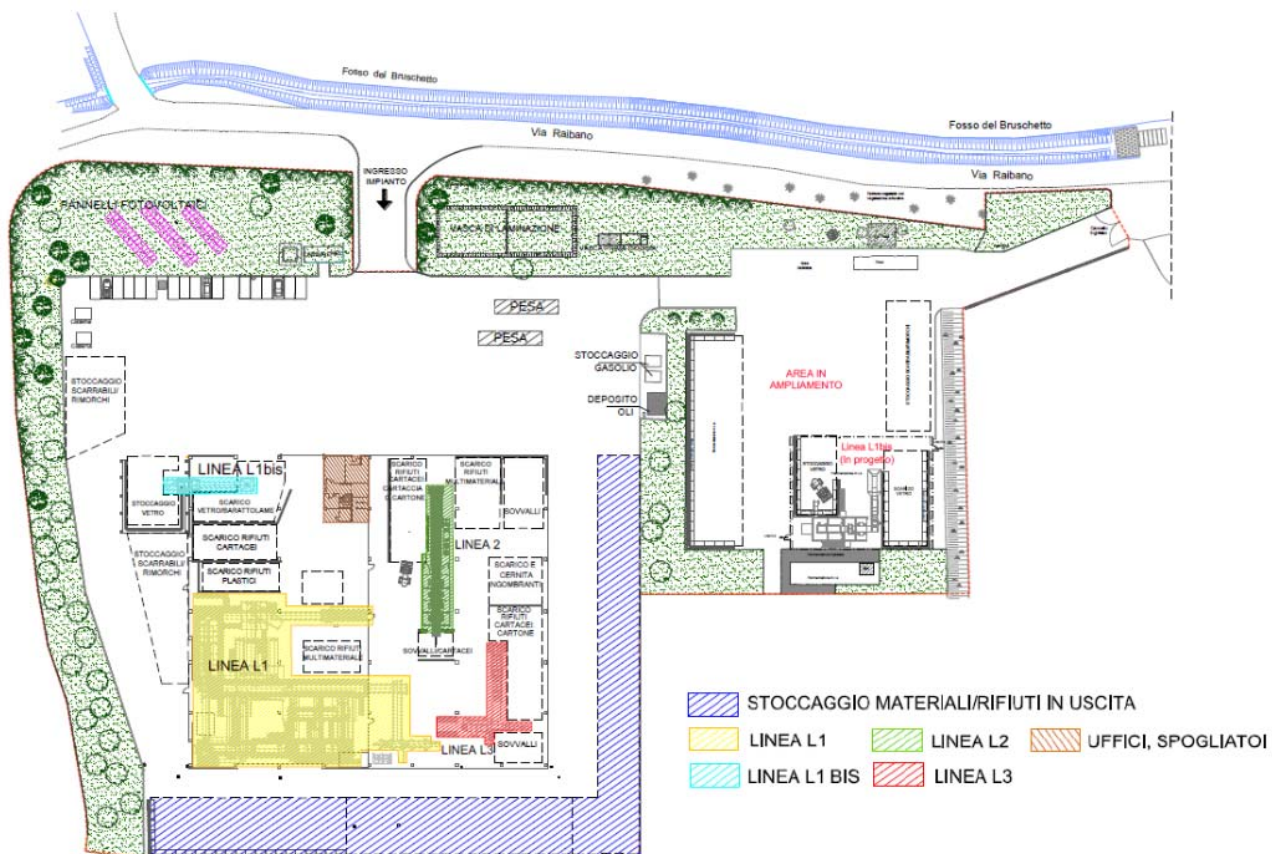 Fosso del Bruschetto
Via Raibano
Fosso del Bruschetto
Via Raibano
INGRESSO
IMPIANTO
PANNELLI FOTOVOLTAICI
VASCA DI LAMINAZIONE
PESA
PESA
STOCCAGGIO
GASOLIO
DEPOSITO
OLI
AREA IN
AMPLIAMENTO
STOCCAGGIO
SCARRABILI/
RIMORCHI
Linea L1bis
(In progetto)
STOCCAGGIO
VETRO
SCARICO
VETRO
LINEA L1bis
STOCCAGGIO
VETRO
SCARICO
VETRO/BARATTOLAME
SCARICO
RIFIUTI
CARTACEI
CARTACCIA
CARTONE
SCARICO
RIFIUTI
MULTIMATERIALE
SOVVALLI
SCARICO RIFIUTI
CARTACEI
STOCCAGGIO
SCARRABILI/
RIMORCHI
SCARICO RIFIUTI
PLASTICI
LINEA 2
SCARICO E
CERNITA
INGOMBRANTI
SCARICO
RIFIUTI
CARTACEI
CARTONE
SCARICO RIFIUTI
MULTIMATERIALE
SOVVALLI/CARTACEI
LINEA L1
LINEA L3
SOVVALLI
STOCCAGGIO MATERIALI/RIFIUTI IN USCITA
LINEA L1
LINEA L2
UFFICI, SPOGLIATOI
LINEA L1 BIS
LINEA L3